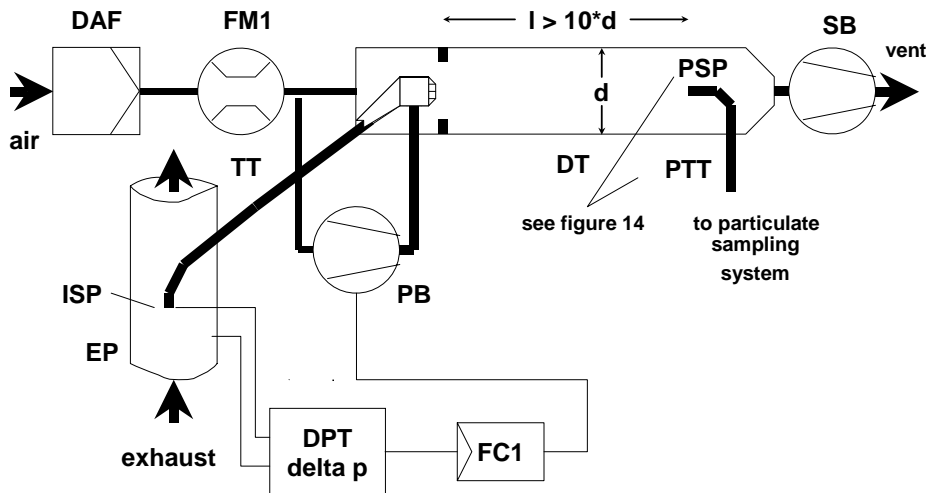 DAF
FM1
l > 10*d
SB
vent
PSP
d
air
TT
DT
PTT
see figure 14
to particulate
sampling
system
ISP
PB
EP
exhaust
DPT
delta p
FC1